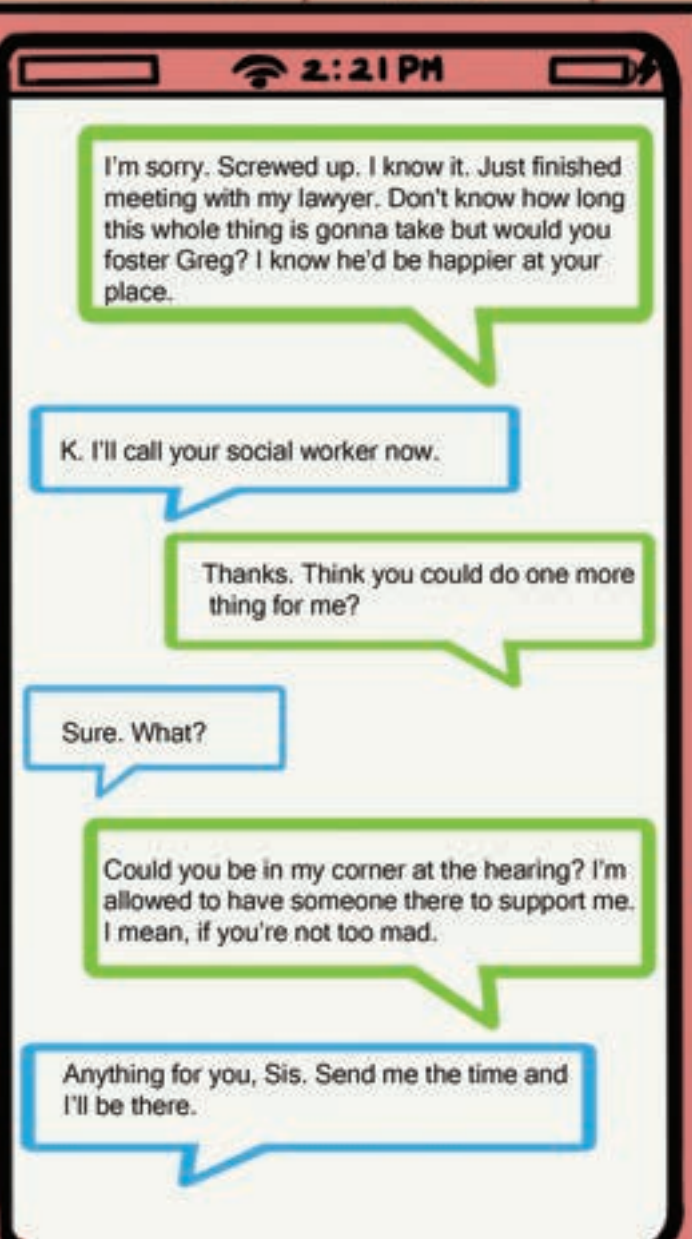 2:21 PM
I'm sorry. Screwed up. I know it. Just finished
meeting with my lawyer. Don't know how long
this whole thing is gonna take but would you
foster Greg? I know he'd be happier at your
place.
K. I'll call your social worker now.
Thanks. Think you could do one more
thing for me?
Sure. What?
Could you be in my corner at the hearing? I'm
allowed to have someone there to support me.
I mean, if you're not too mad.
Anything for you, Sis. Send me the time and
I'll be there.